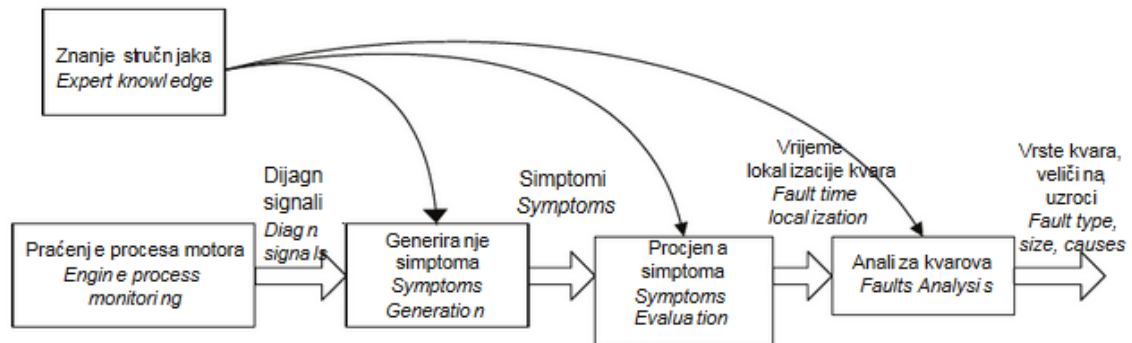 Znanje stručnjaka
Expert knowledge
Dijagn
signali
Diagn
signals
Simptomi
Symptoms
Vrijeme
lokalizacije kvara
Fault time
localization
Vrste kvara,
veličina,
uzroci
Fault type,
size, causes
Praćenje procesa motora
Engine process
monitoring
Generiranje
simptoma
Symptoms
Generation
Procjena
simptoma
Symptoms
Evaluation
Analiza kvarova
Faults Analysis